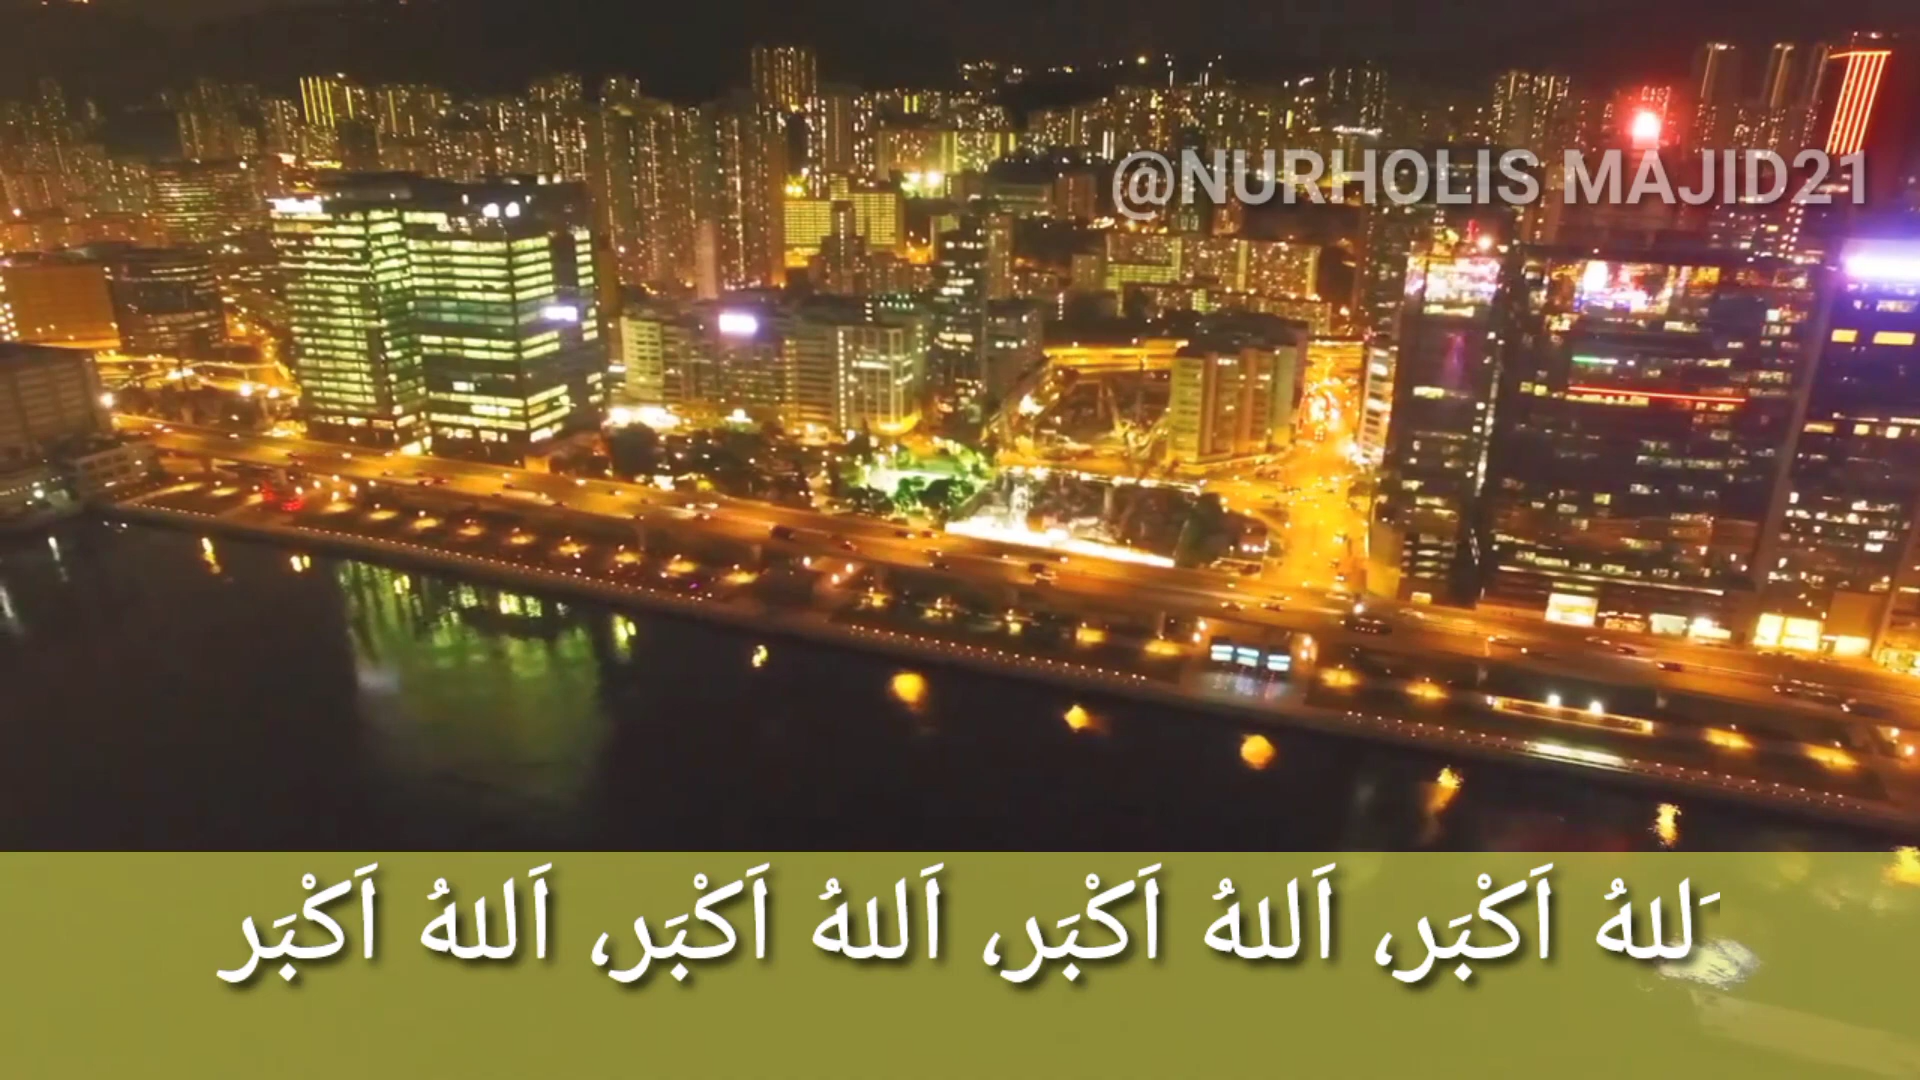 @NURHOLIS MAJID21
َللهُ اَكْبَر، اَللهُ اَكْبَر، اَللهُ اَكْبَر، اَللهُ اَكْبَر